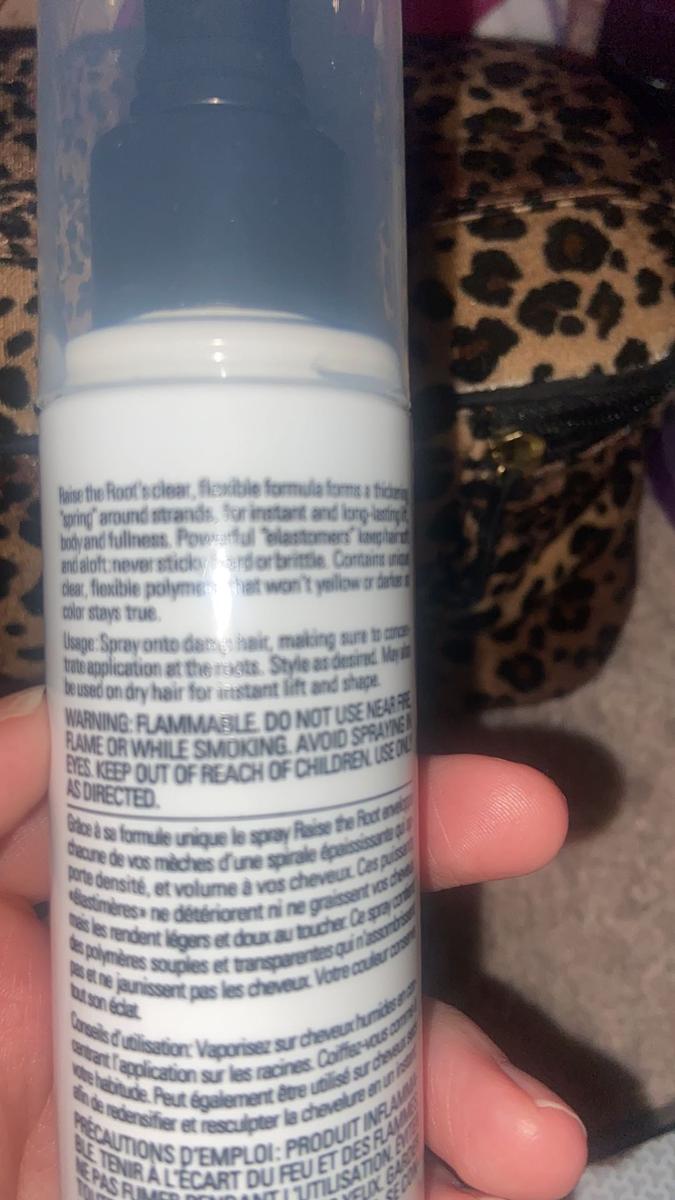 Raise the Root's clear, flexible formula forms a thickening
"spring" around strands, for instant and long-lasting lift,
body and fullness. Powerful "elastomers" keep hair soft
and aloft: never sticky, hard or brittle. Contains unique
clear, flexible polymers that won't yellow or darken so
color stays true.
Usage: Spray onto damp hair, making sure to concen-
trate application at the roots. Style as desired. May also
be used on dry hair for instant lift and shape.
WARNING: FLAMMABLE. DO NOT USE NEAR FIRE,
FLAME OR WHILE SMOKING. AVOID SPRAYING IN
EYES. KEEP OUT OF REACH OF CHILDREN. USE ONLY
AS DIRECTED.
Grâce à sa formule unique le spray Raise the Root enveloppe
chacune de vos mèches d'une spirale épaississante qui
porte densité, et volume à vos cheveux. Ces puissants
«élastimères» ne détériorent ni ne graissent vos cheveux
mais les rendent légers et doux au toucher. Ce spray contient
des polymères souples et transparentes qui n'assombrissent
pas et ne jaunissent pas les cheveux. Votre couleur conserve
tout son éclat.
Conseils d'utilisation: Vaporisez sur cheveux humides en con-
centrant l'application sur les racines. Coiffez-vous comme
votre habitude. Peut également être utilisé sur cheveux
afin de redensifier et resculpter la chevelure en un instant
PRÉCAUTIONS D'EMPLOI: PRODUIT INFLAMMA-
BLE. TENIR À L'ÉCART DU FEU ET DES FLAMMES
NE PAS FUMER PENDANT L'UTILISATION. ÉVITER
YEUX.